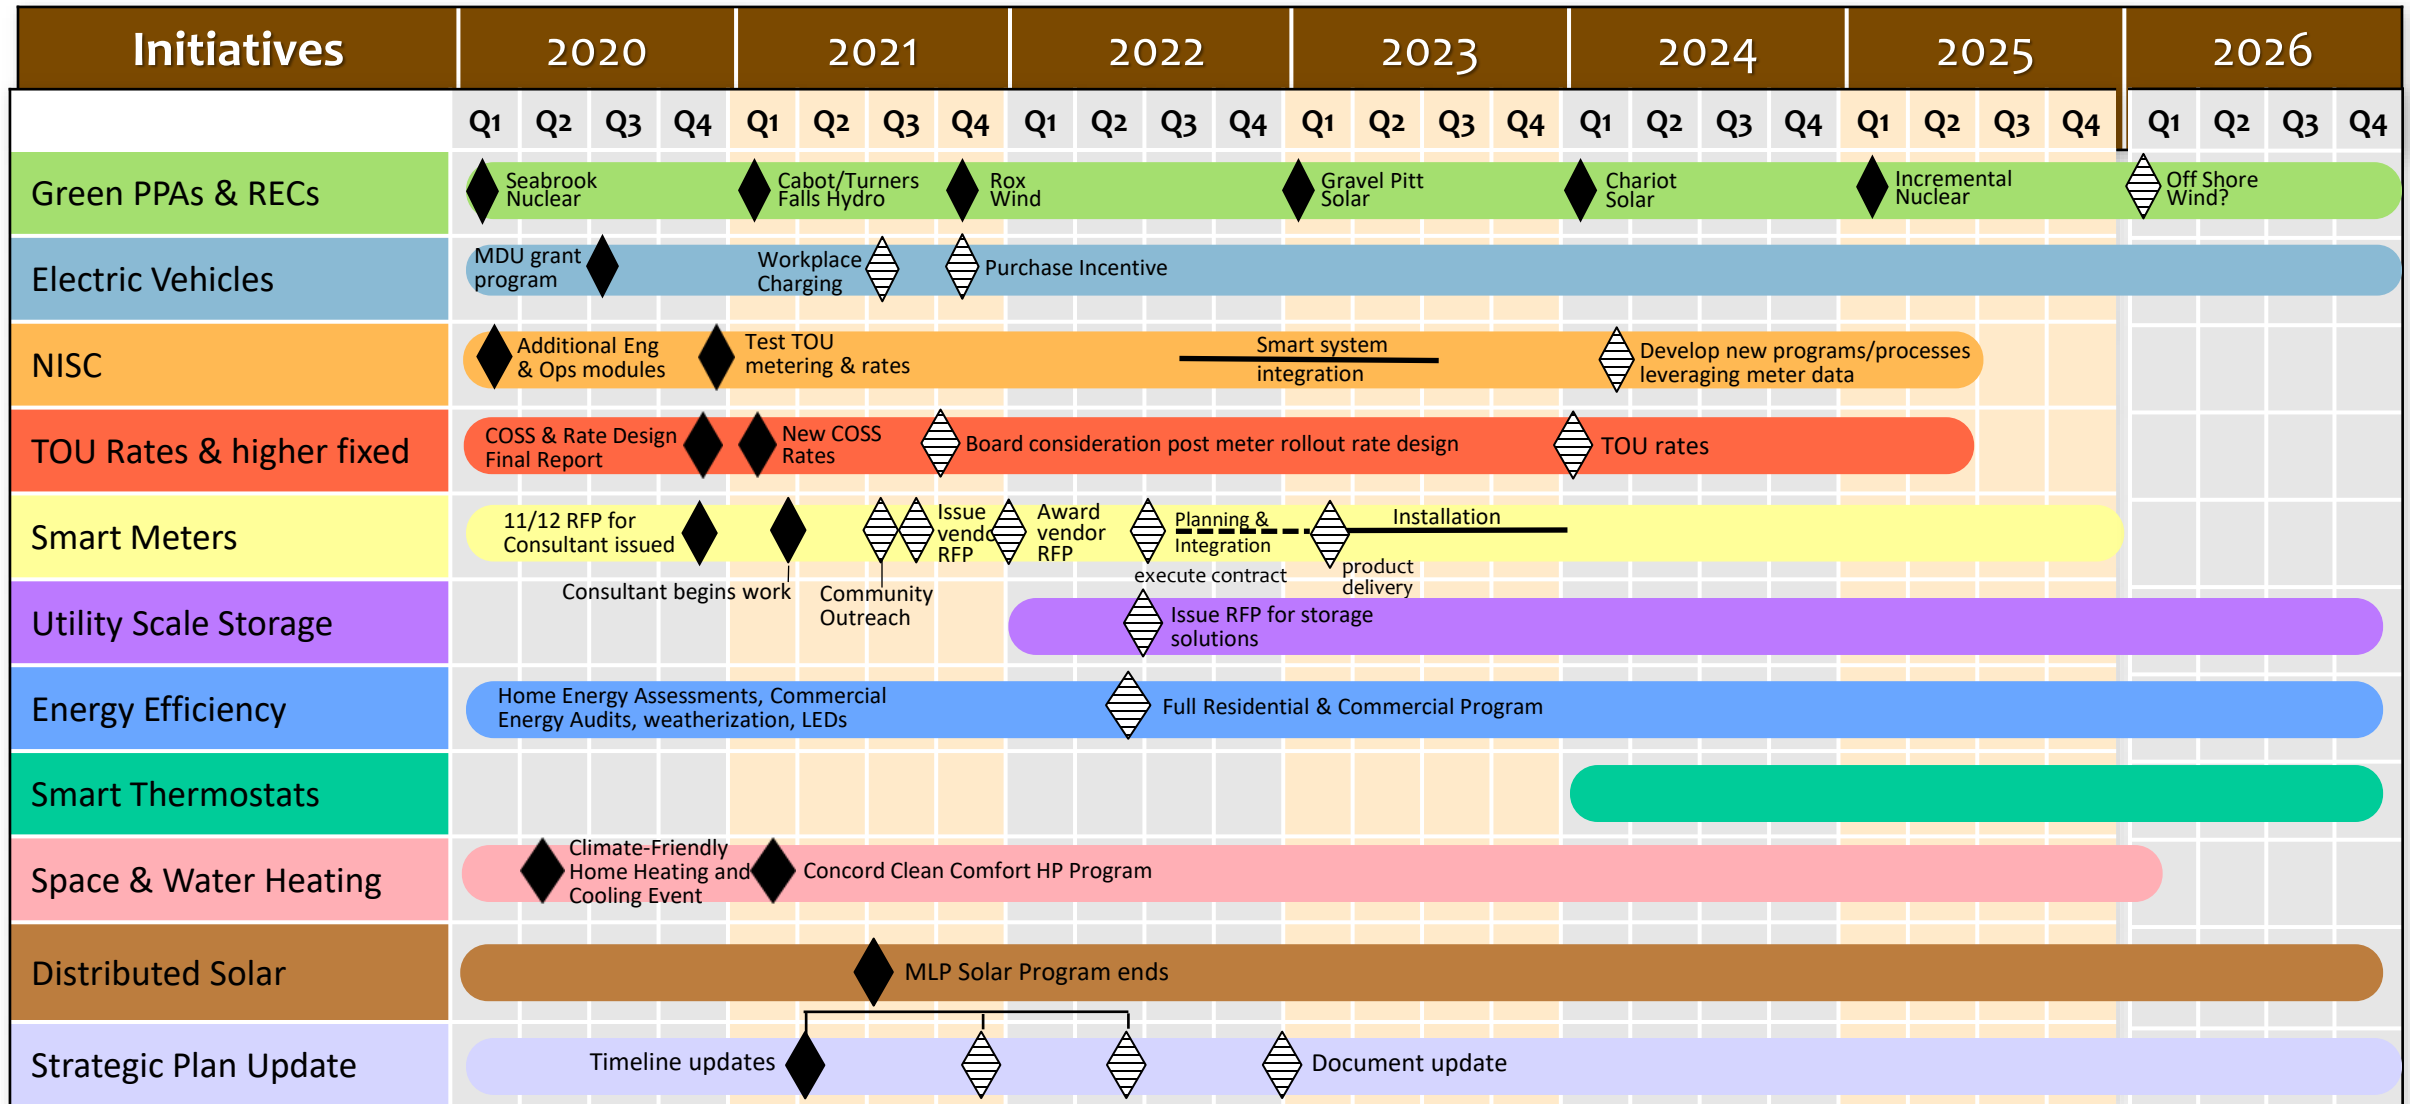 Initiatives 2020 2021 2022 2023 2024 2025 2026
Q1 Q2 Q3 Q4 Q1 Q2 Q3 Q4 Q1 Q2 Q3 Q4 Q1 Q2 Q3 Q4 Q1 Q2 Q3 Q4 Q1 Q2 Q3 Q4 Q1 Q2 Q3 Q4
Green PPAs & RECs
Seabrook
Nuclear
Cabot/Turners
Falls Hydro
Rox
Wind
Gravel Pitt
Solar
Chariot
Solar
Incremental
Nuclear
Off Shore
Wind?
Electric Vehicles
MDU grant
program
Workplace
Charging
Purchase Incentive
NISC
Additional Eng
& Ops modules
Test TOU
metering & rates
Smart system
integration
Develop new programs/processes
leveraging meter data
TOU Rates & higher fixed
COSS & Rate Design
Final Report
New COSS
Rates
Board consideration post meter rollout rate design
TOU rates
Smart Meters
11/12 RFP for
Consultant issued
Consultant begins work
Community
Outreach
Issue
vendo
RFP
Award
vendor
RFP
execute contract
Planning &
Integration
product
delivery
Installation
Utility Scale Storage
Issue RFP for storage
solutions
Energy Efficiency
Home Energy Assessments, Commercial
Energy Audits, weatherization, LEDs
Full Residential & Commercial Program
Smart Thermostats
Space & Water Heating
Climate-Friendly
Home Heating and
Cooling Event
Concord Clean Comfort HP Program
Distributed Solar
MLP Solar Program ends
Strategic Plan Update
Timeline updates
Document update